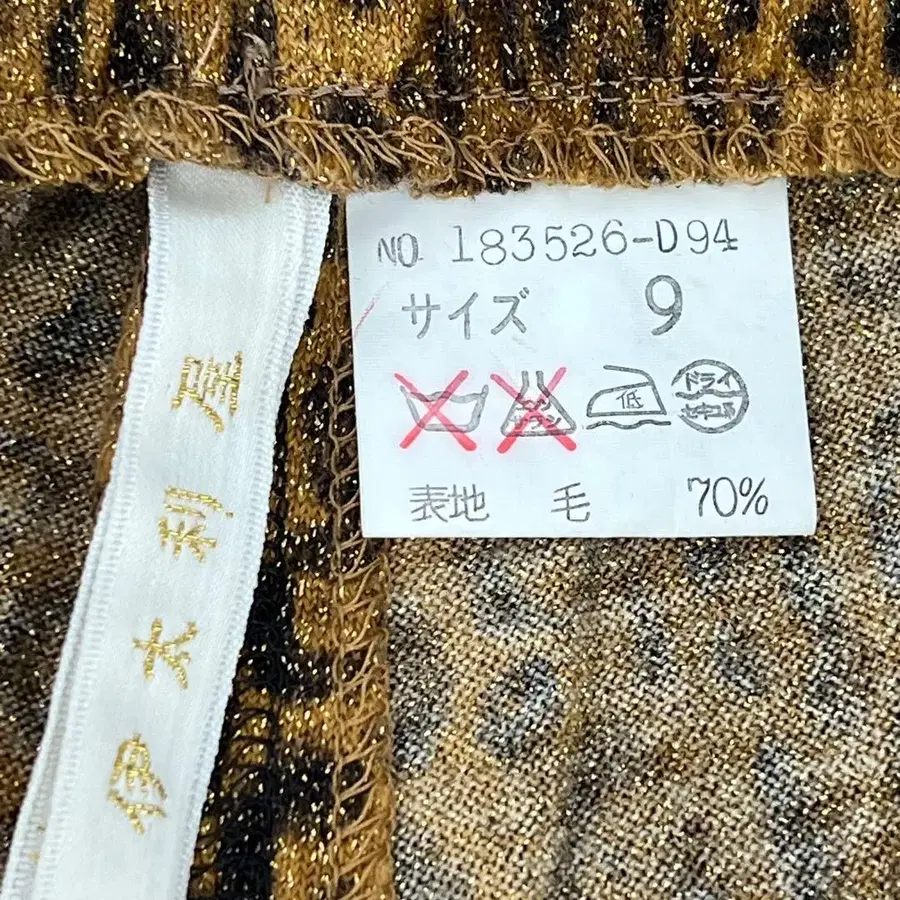 NO 183526-D94
サイズ 9
低
ドライ
セキユ系
表地 毛 70%
伊太利屋